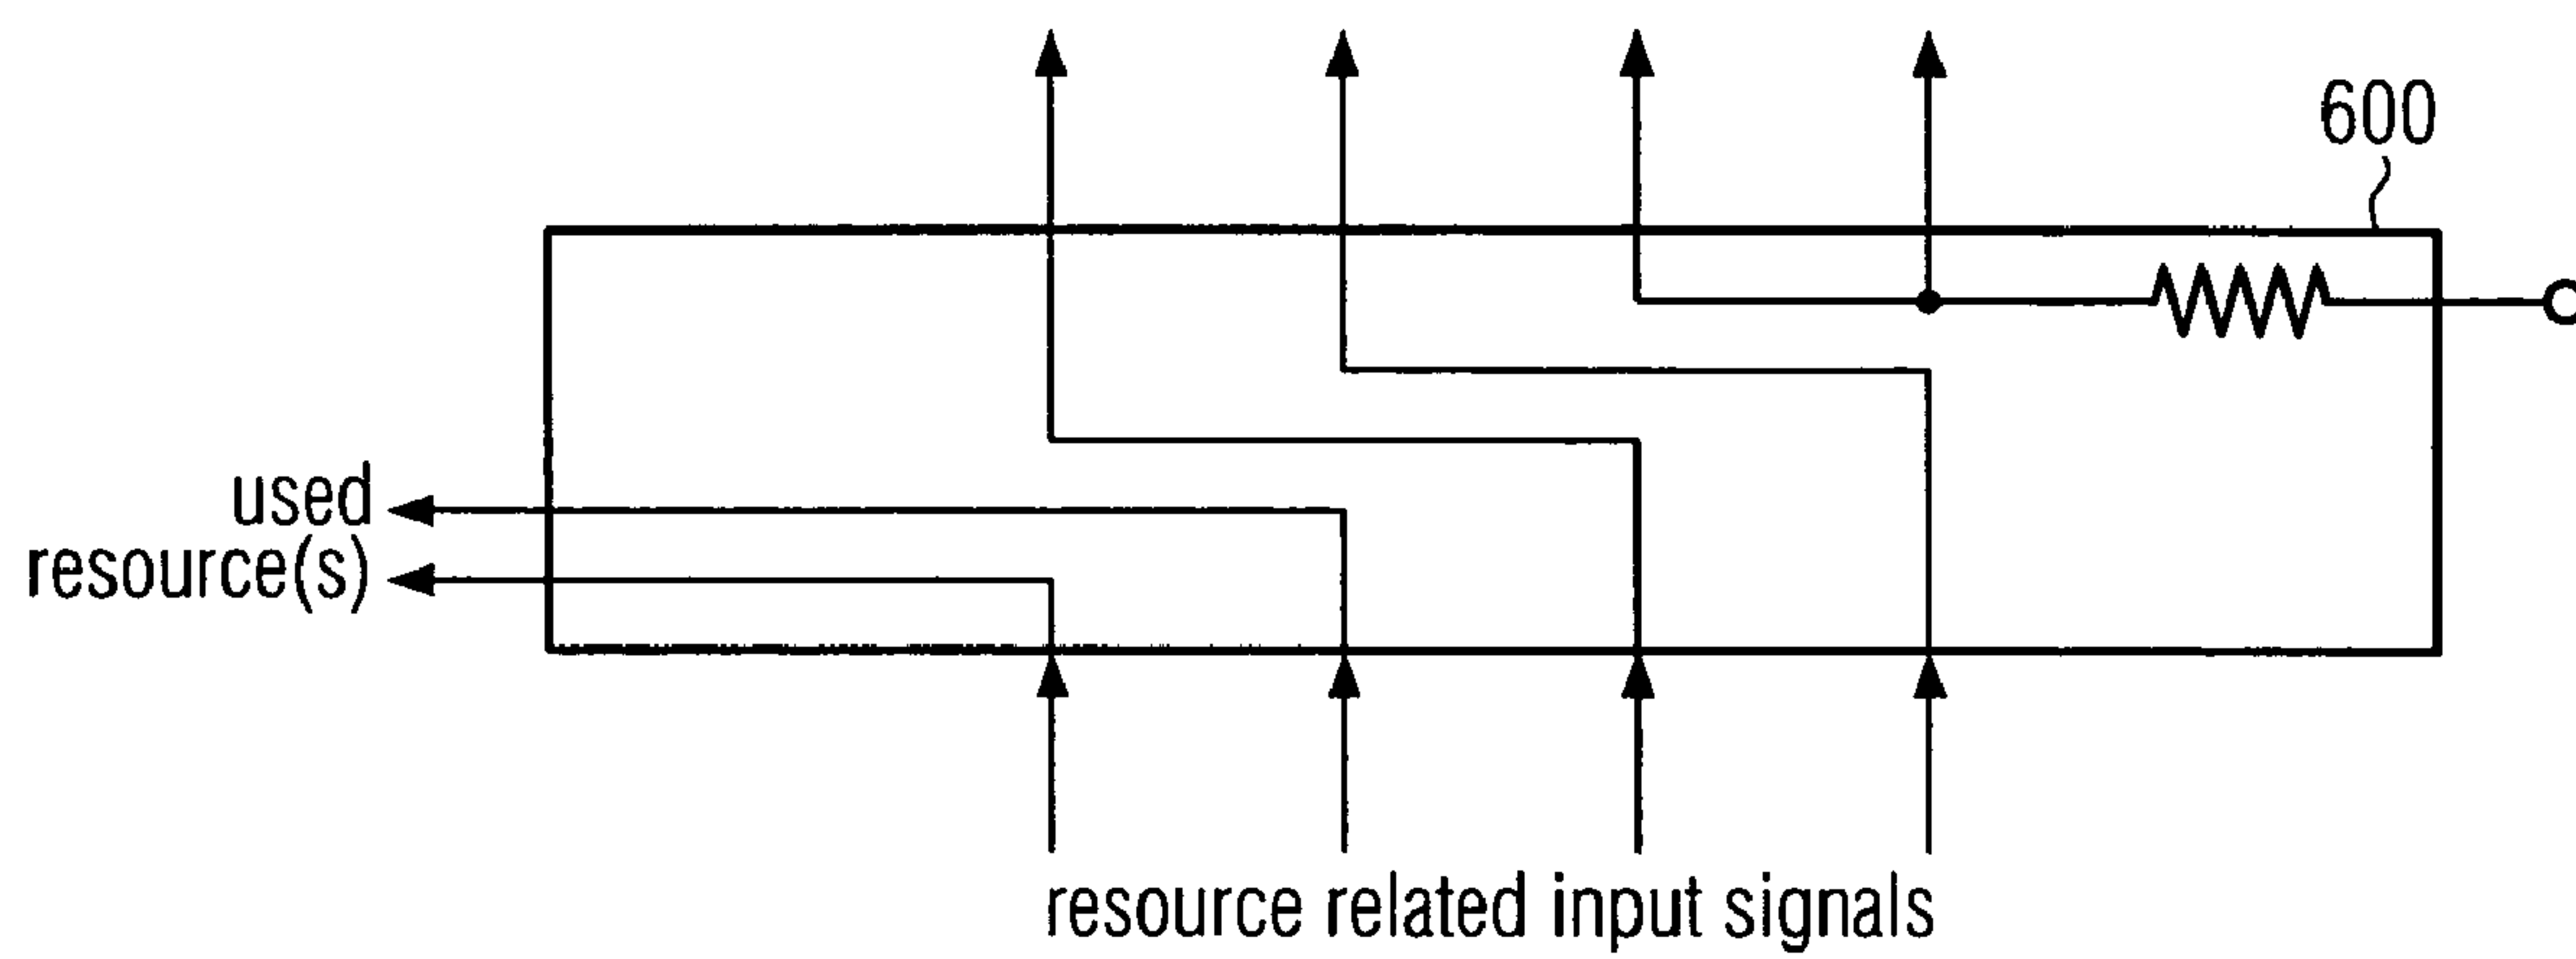 600
used
resource(s)
resource related input signals